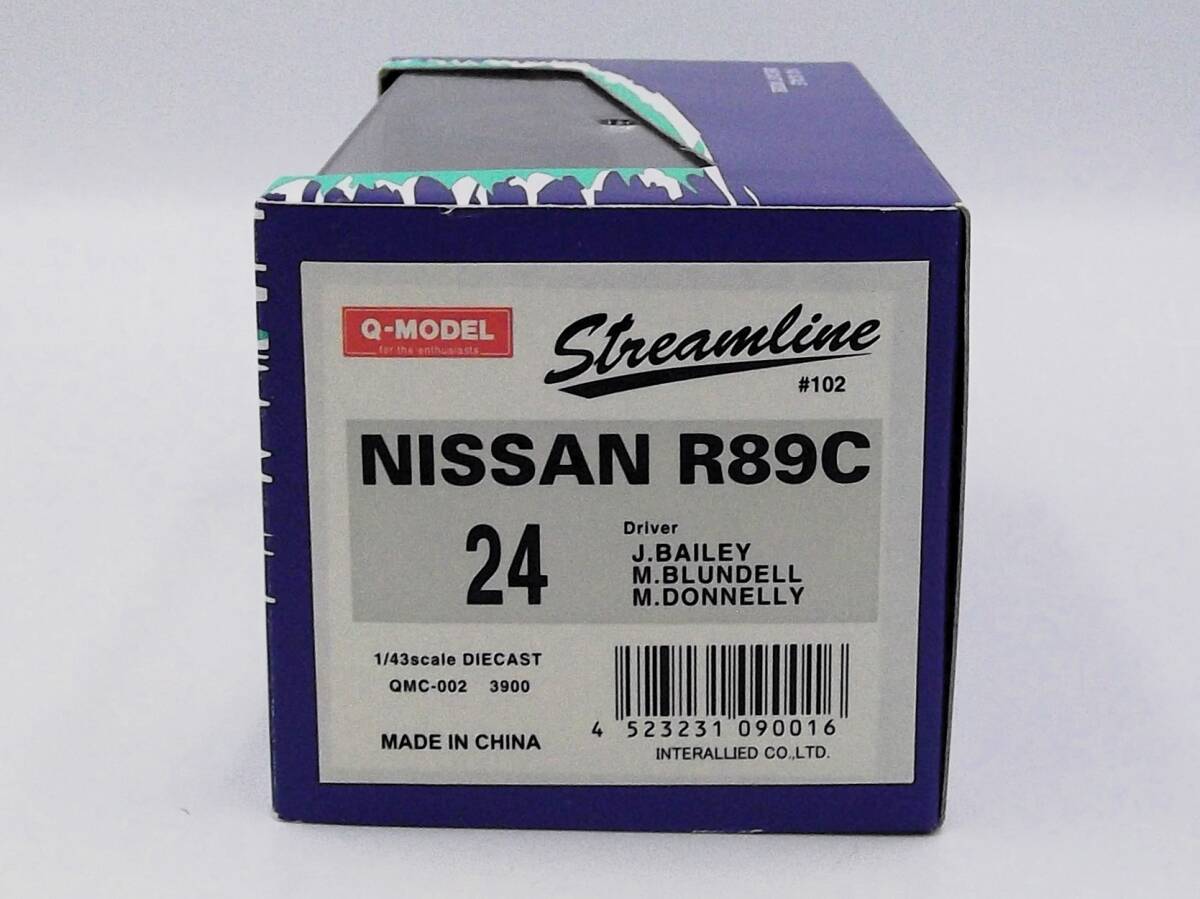 Q-MODEL
for the enthusiasts
Streamline
#102
NISSAN R89C
24
Driver
J.BAILEY
M.BLUNDELL
M.DONNELLY
1/43scale DIECAST
QMC-002 3900
MADE IN CHINA
4 523231 090016
INTERALLIED CO.,LTD.